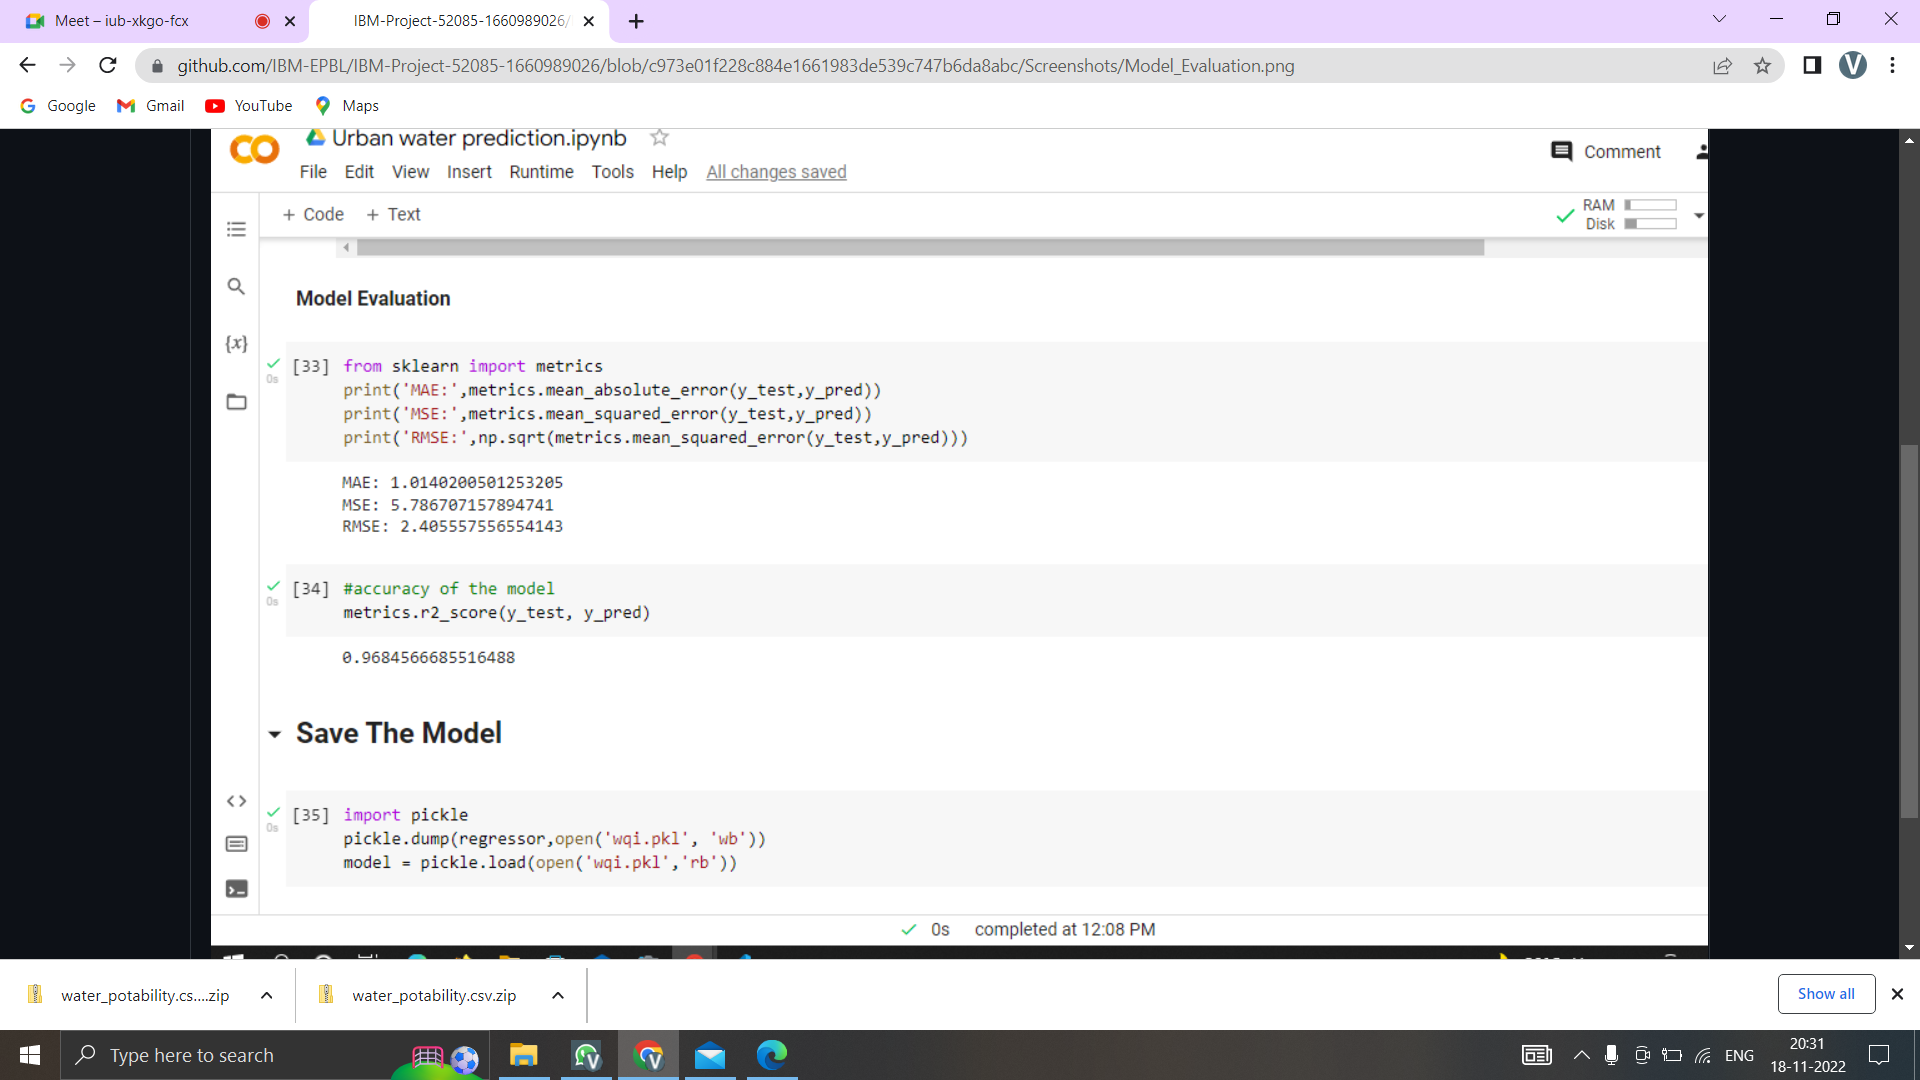 Meet – iub-xkgo-fcx
IBM-Project-52085-1660989026/
github.com/IBM-EPBL/IBM-Project-52085-1660989026/blob/c973e01f228c884e1661983de539c747b6da8abc/Screenshots/Model_Evaluation.png
V
Google Gmail YouTube Maps
Urban water prediction.ipynb
File Edit View Insert Runtime Tools Help All changes saved
Comment
+ Code + Text
RAM
Disk
Model Evaluation
{x}
[33] from sklearn import metrics
0s
print('MAE:',metrics.mean_absolute_error(y_test,y_pred))
print('MSE:',metrics.mean_squared_error(y_test,y_pred))
print('RMSE:',np.sqrt(metrics.mean_squared_error(y_test,y_pred)))
MAE: 1.0140200501253205
MSE: 5.786707157894741
RMSE: 2.405557556554143
[34] #accuracy of the model
0s
metrics.r2_score(y_test, y_pred)
0.9684566685516488
Save The Model
[35] import pickle
0s
pickle.dump(regressor,open('wqi.pkl', 'wb'))
model = pickle.load(open('wqi.pkl','rb'))
0s completed at 12:08 PM
water_potability.cs....zip
water_potability.csv.zip
Show all
Type here to search
ENG
20:31
18-11-2022